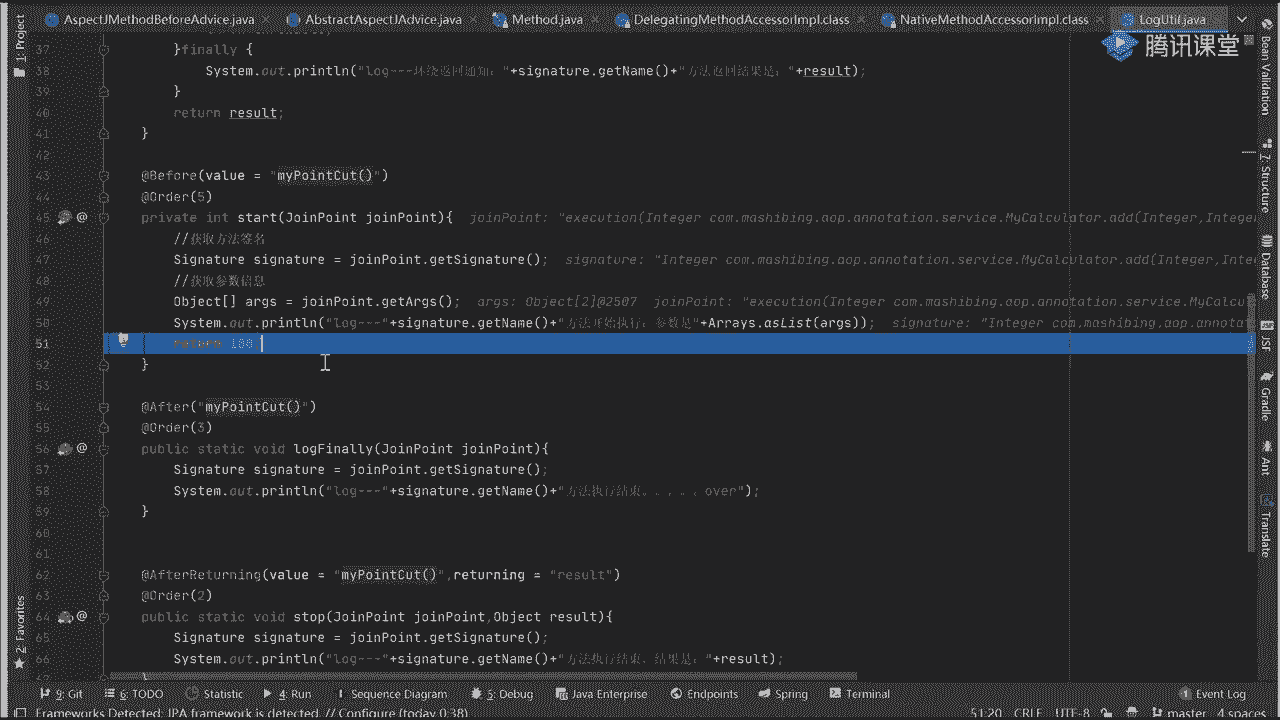 AspectJMethodBeforeAdvice.java
AbstractAspectJAdvice.java
Method.java
DelegatingMethodAccessorImpl.class
NativeMethodAccessorImpl.class
LogUtil.java
腾讯课堂
1: Project
37 }finally {
38 System.out.println("log---环绕返回通知："+signature.getName()+"方法返回结果是："+result);
39 }
40 return result;
41 }
42
43 @Before(value = "myPointCut()")
44 @Order(5)
45 private int start(JoinPoint joinPoint){ joinPoint: "execution(Integer com.mashibing.aop.annotation.service.MyCalculator.add(Integer,Integer
46 //获取方法签名
47 Signature signature = joinPoint.getSignature(); signature: "Integer com.mashibing.aop.annotation.service.MyCalculator.add(Integer,Inte
48 //获取参数信息
49 Object[] args = joinPoint.getArgs(); args: Object[2]@2507 joinPoint: "execution(Integer com.mashibing.aop.annotation.service.MyCalcu
50 System.out.println("log---"+signature.getName()+"方法开始执行：参数是"+Arrays.asList(args)); signature: "Integer com.mashibing.aop.annotat
51 return 100
52 }
53
54 @After("myPointCut()")
55 @Order(3)
56 public static void logFinally(JoinPoint joinPoint){
57 Signature signature = joinPoint.getSignature();
58 System.out.println("log---"+signature.getName()+"方法执行结束。。。。。over");
59 }
60
61
62 @AfterReturning(value = "myPointCut()",returning = "result")
63 @Order(2)
64 public static void stop(JoinPoint joinPoint,Object result){
65 Signature signature = joinPoint.getSignature();
66 System.out.println("log---"+signature.getName()+"方法执行结束，结果是："+result);
Bean Validation
7: Structure
Database
JSF
Gradle
Ant
Translate
2: Favorites
9: Git
6: TODO
Statistic
4: Run
Sequence Diagram
5: Debug
Java Enterprise
Endpoints
Spring
Terminal
1 Event Log
Frameworks Detected: JPA framework is detected. // Configure (today 0:38)
51:20 CRLF UTF-8 master 4 spaces